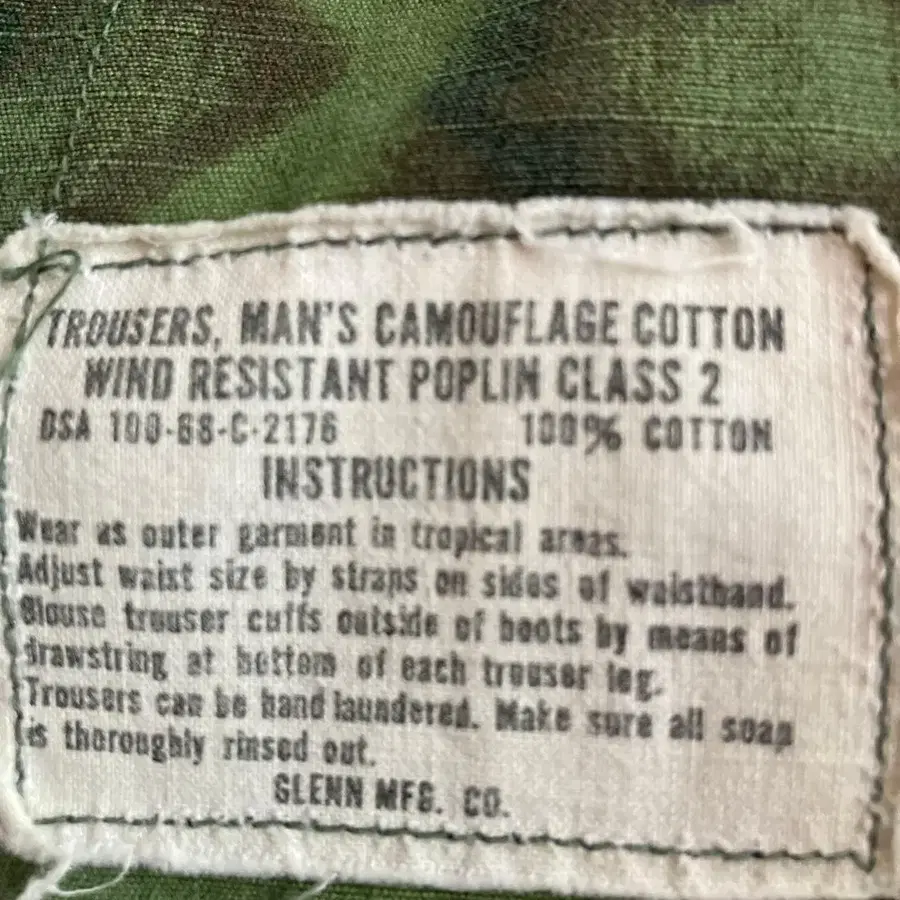 TROUSERS, MAN'S CAMOUFLAGE COTTON
WIND RESISTANT POPLIN CLASS 2
DSA 100-68-C-2176 100% COTTON
INSTRUCTIONS
Wear as outer garment in tropical areas.
Adjust waist size by straps on sides of waistband.
Blouse trouser cuffs outside of boots by means of
drawstring at bottom of each trouser leg.
Trousers can be hand laundered. Make sure all soap
is thoroughly rinsed out.
GLENN MFG. CO.